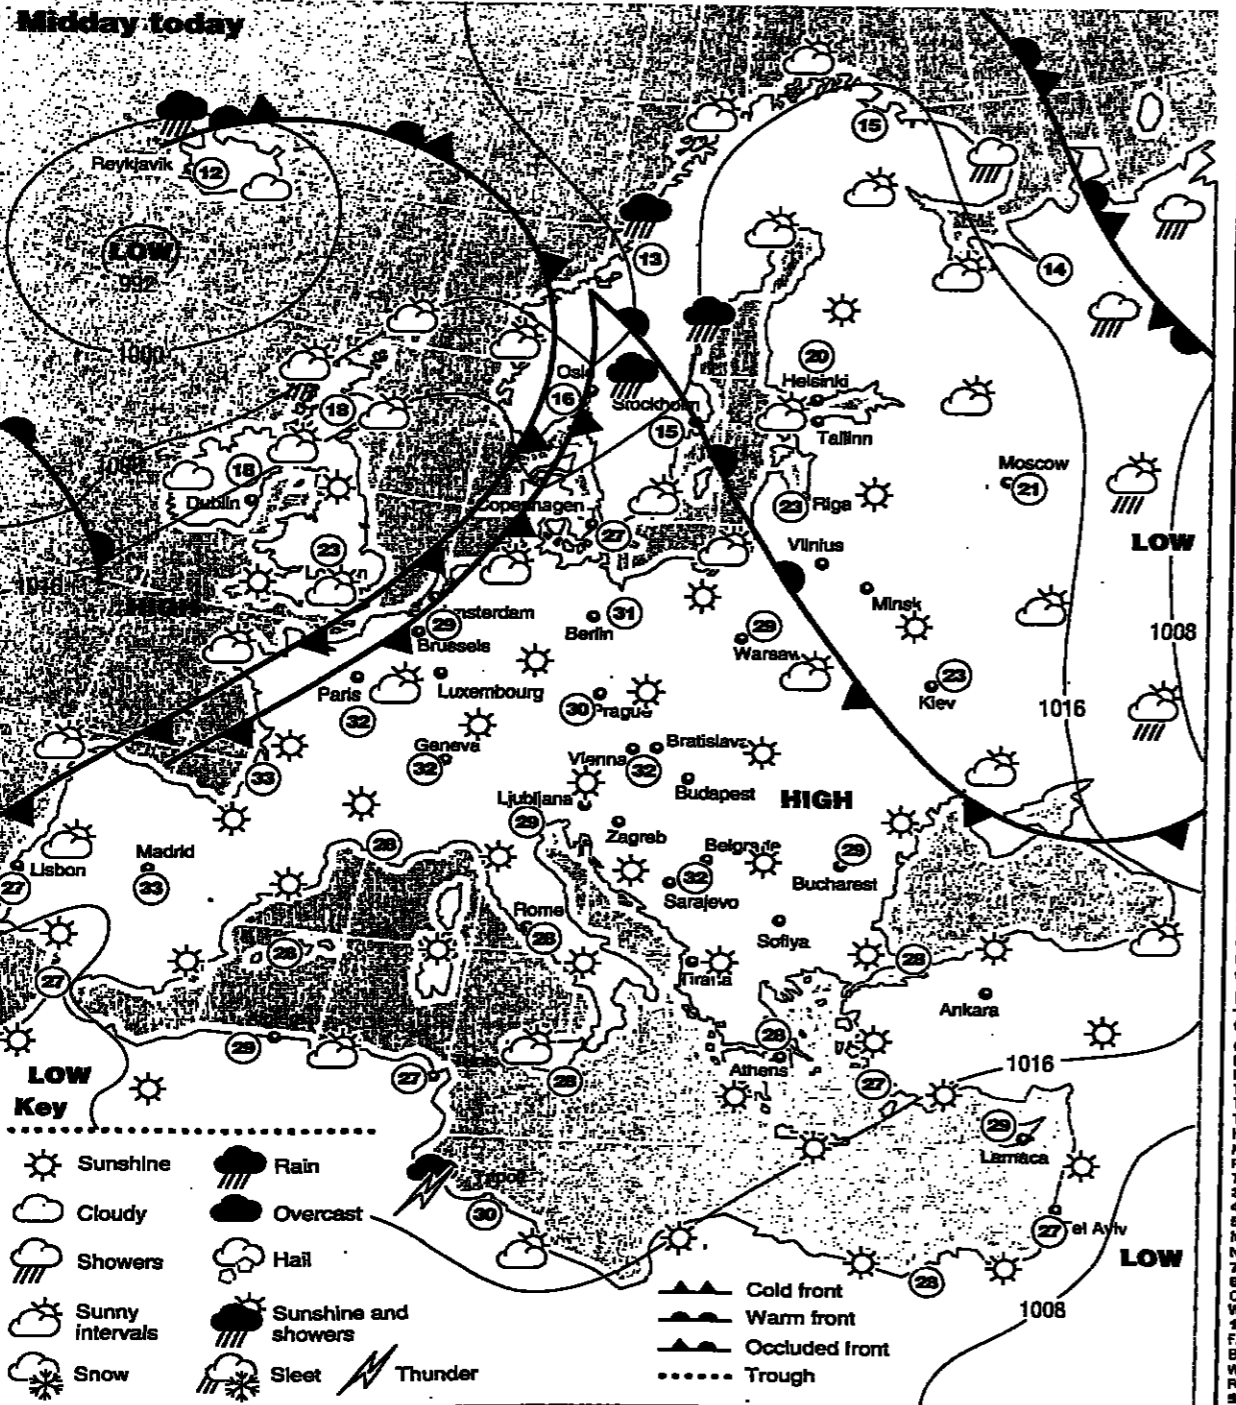 Midday today
15
Reykjavik
12
LOW
992
13
14
1000
20
Helsinki
Oslo
16
18
Stockholm
15
Tallinn
18
Dublin
Moscow
21
Copenhagen
23
Riga
27
Vilnius
LOW
23
HIGH
Minsk
Amsterdam
29
Brussels
31
Berlin
29
Warsaw
1008
Paris
Luxembourg
32
30
Prague
23
Kiev
1016
Geneva
32
33
Vienna
Bratislava
32
Budapest
HIGH
Ljubljana
29
Zagreb
28
Madrid
33
Lisbon
27
Belgrade
32
Sarajevo
29
Bucharest
Rome
28
28
Sofiya
27
Tirana
28
Ankara
29
28
Athens
27
27
28
1016
LOW
29
Larnaca
Tripoli
30
27
Tel Aviv
LOW
28
1008
Key
Sunshine
Rain
Cloudy
Overcast
Showers
Hail
Sunny
intervals
Sunshine and
showers
Snow
Sleet
Thunder
Cold front
Warm front
Occluded front
Trough